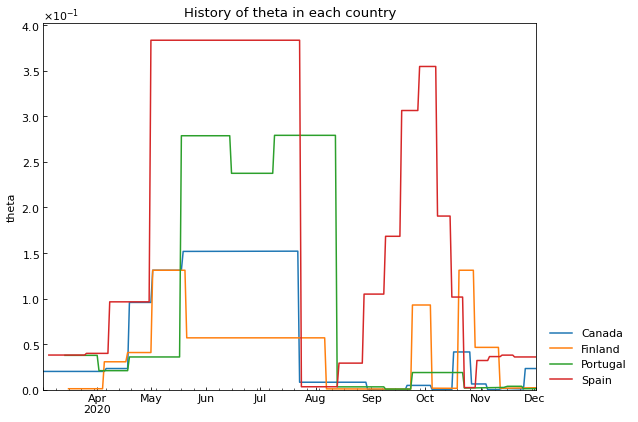 History of theta in each country
×10⁻¹
4.0
3.5
3.0
2.5
2.0
1.5
1.0
0.5
0.0
theta
Apr May Jun Jul Aug Sep Oct Nov Dec
2020
Canada
Finland
Portugal
Spain